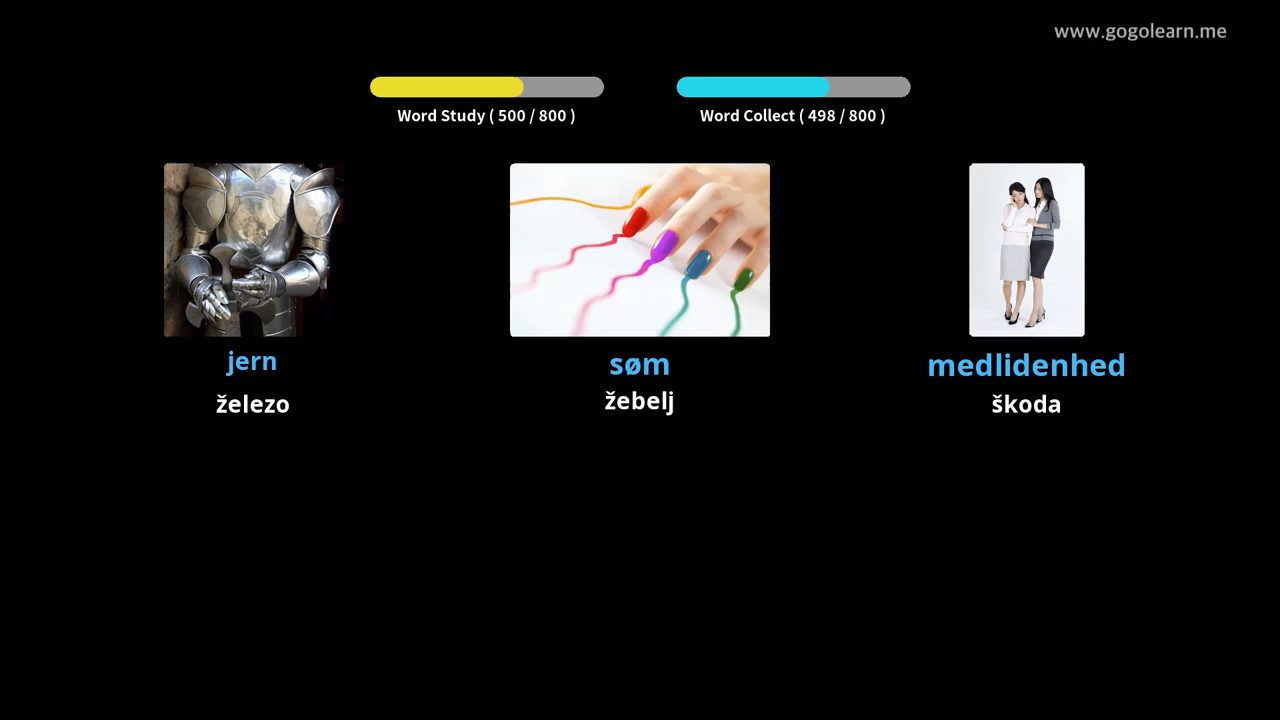 www.gogolearn.me
Word Study ( 500 / 800 )
Word Collect ( 498 / 800 )
jern
søm
medlidenhed
železo
žebelj
škoda